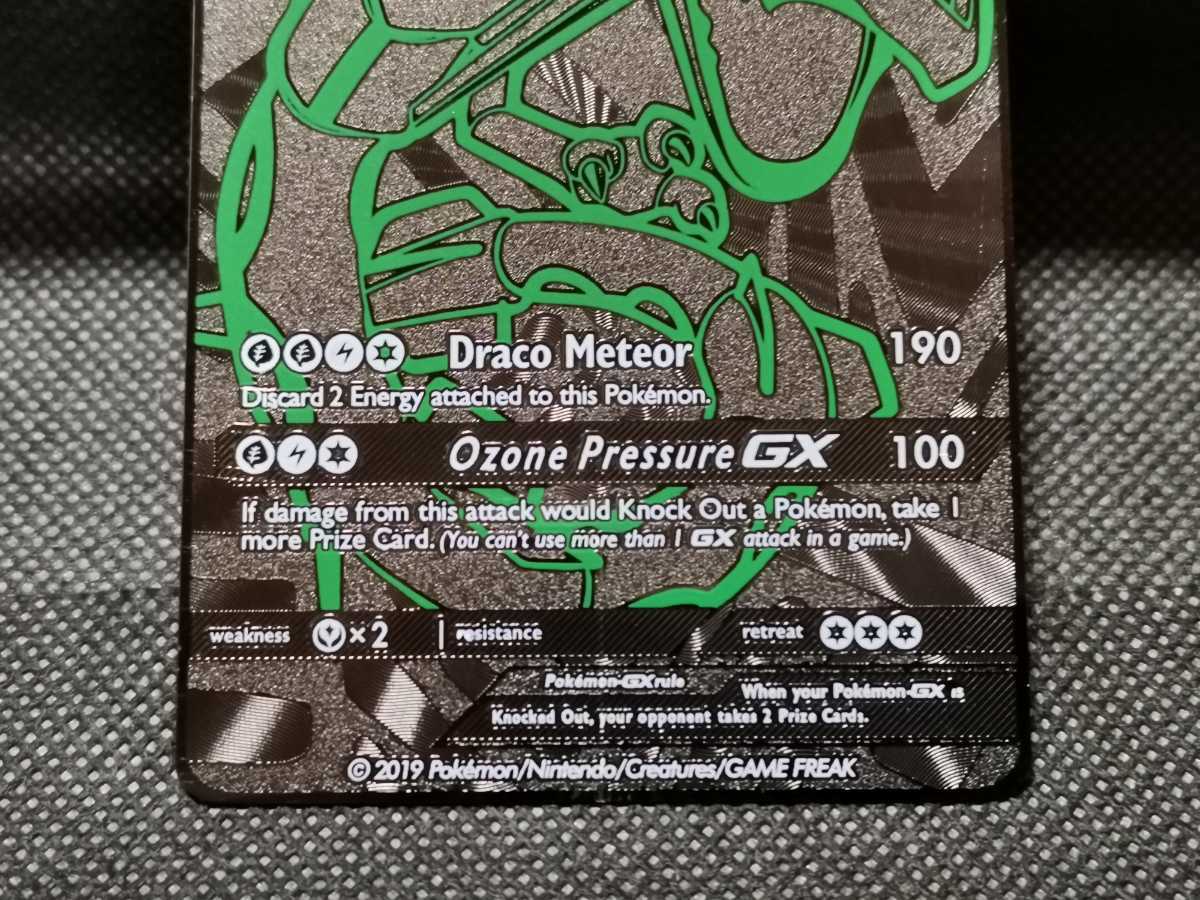 Draco Meteor 190
Discard 2 Energy attached to this Pokémon.
Ozone Pressure GX 100
If damage from this attack would Knock Out a Pokémon, take 1
more Prize Card. (You can't use more than 1 GX attack in a game.)
weakness ×2 resistance retreat
Pokémon-GX rule When your Pokémon-GX is
Knocked Out, your opponent takes 2 Prize Cards.
© 2019 Pokémon/Nintendo/Creatures/GAME FREAK